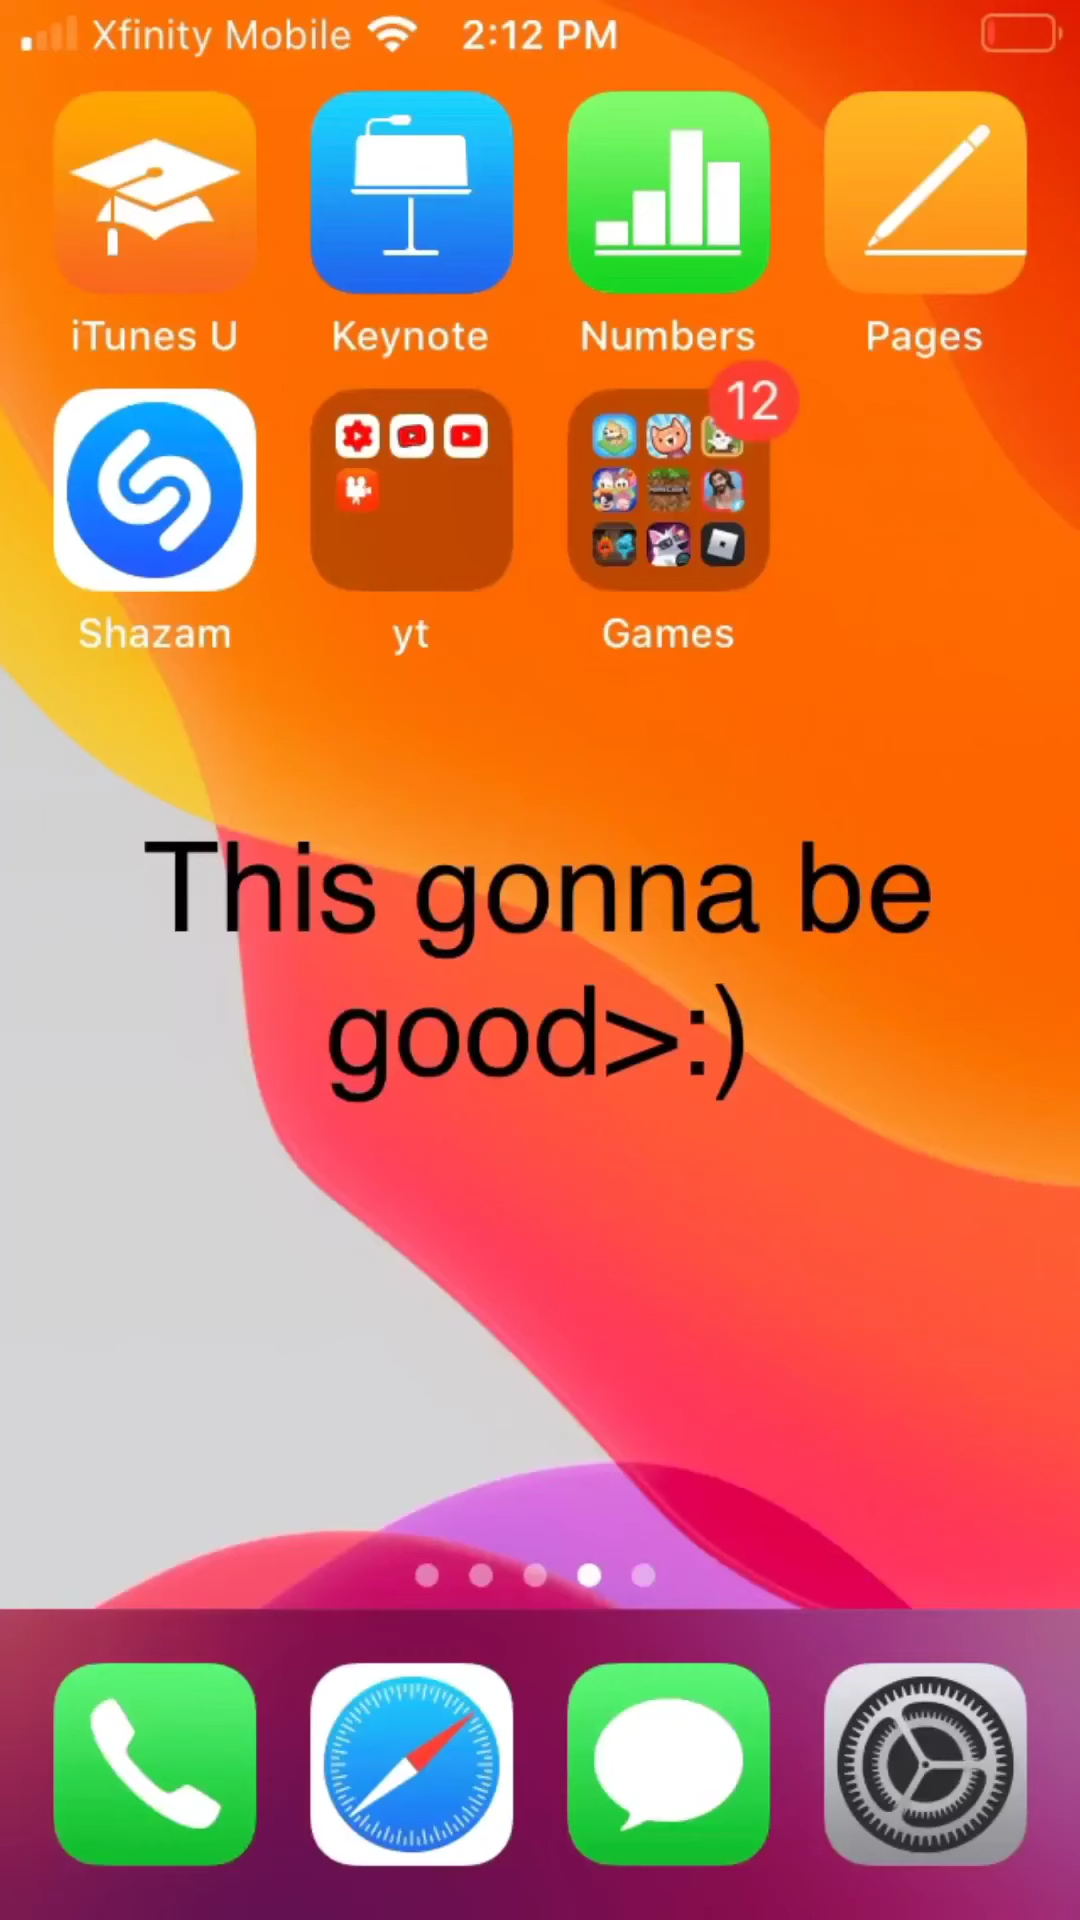 Xfinity Mobile 2:12 PM
iTunes U Keynote Numbers Pages
12
Shazam yt Games
This gonna be
good>:)